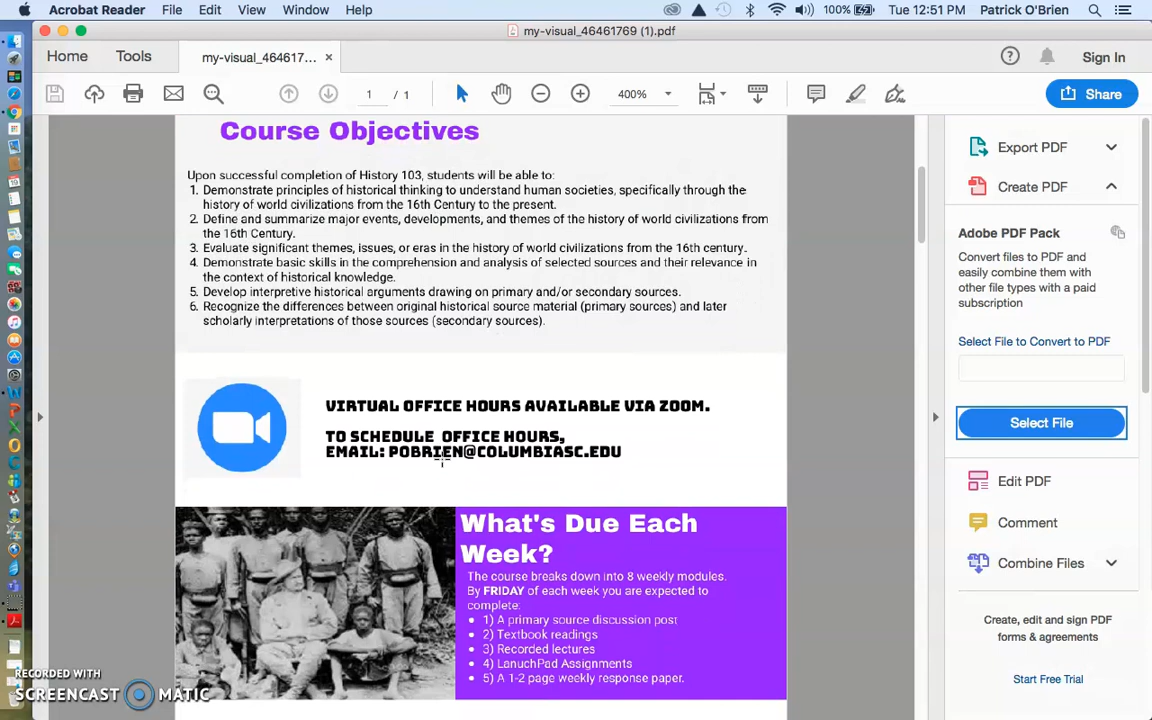 Acrobat Reader File Edit View Window Help 100% Tue 12:51 PM Patrick O'Brien
my-visual_46461769 (1).pdf
Home Tools my-visual_464617... × Sign In
1 / 1 400% Share
Course Objectives
Upon successful completion of History 103, students will be able to:
1. Demonstrate principles of historical thinking to understand human societies, specifically through the
history of world civilizations from the 16th Century to the present.
2. Define and summarize major events, developments, and themes of the history of world civilizations from
the 16th Century.
3. Evaluate significant themes, issues, or eras in the history of world civilizations from the 16th century.
4. Demonstrate basic skills in the comprehension and analysis of selected sources and their relevance in
the context of historical knowledge.
5. Develop interpretive historical arguments drawing on primary and/or secondary sources.
6. Recognize the differences between original historical source material (primary sources) and later
scholarly interpretations of those sources (secondary sources).
VIRTUAL OFFICE HOURS AVAILABLE VIA ZOOM.
TO SCHEDULE OFFICE HOURS,
EMAIL: POBRIEN@COLUMBIASC.EDU
What's Due Each
Week?
The course breaks down into 8 weekly modules.
By FRIDAY of each week you are expected to
complete:
• 1) A primary source discussion post
• 2) Textbook readings
• 3) Recorded lectures
• 4) LanuchPad Assignments
• 5) A 1-2 page weekly response paper.
Export PDF
Create PDF
Adobe PDF Pack
Convert files to PDF and
easily combine them with
other file types with a paid
subscription
Select File to Convert to PDF
Select File
Edit PDF
Comment
Combine Files
Create, edit and sign PDF
forms & agreements
Start Free Trial
RECORDED WITH
SCREENCAST MATIC